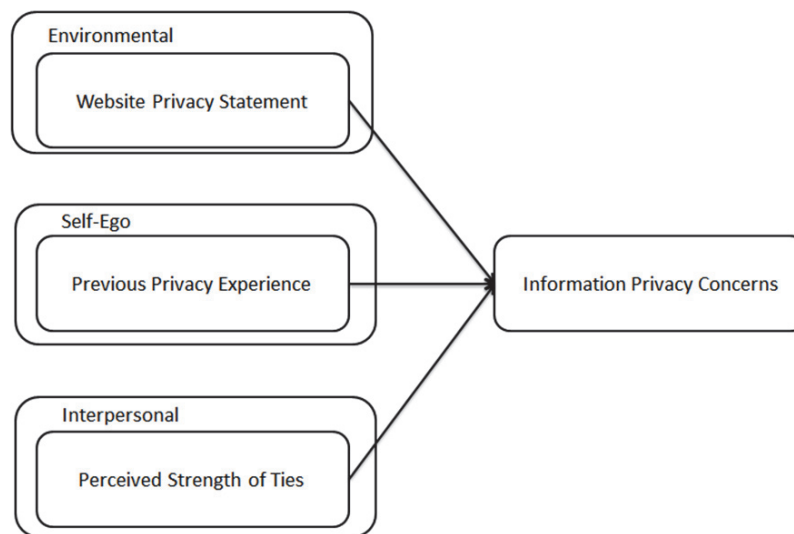 Environmental
Website Privacy Statement
Self-Ego
Previous Privacy Experience
Information Privacy Concerns
Interpersonal
Perceived Strength of Ties